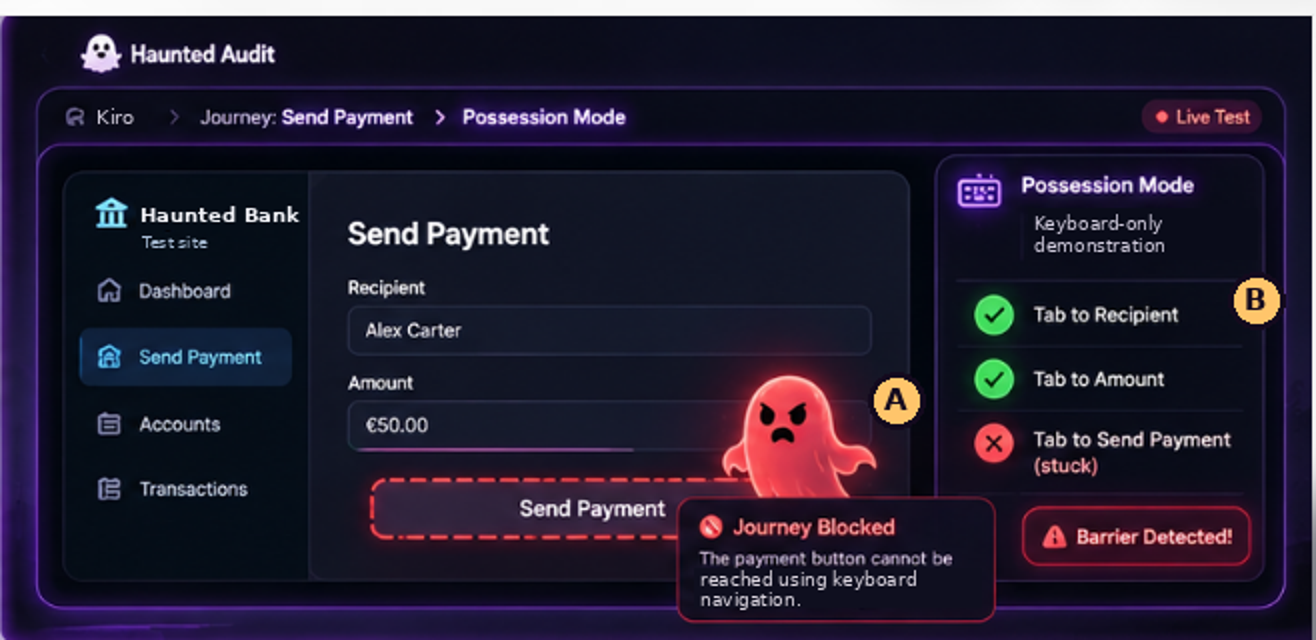 Haunted Audit
Kiro > Journey: Send Payment > Possession Mode
Live Test
Haunted Bank
Test site
Dashboard
Send Payment
Accounts
Transactions
Send Payment
Recipient
Alex Carter
Amount
€50.00
Send Payment
A
Journey Blocked
The payment button cannot be
reached using keyboard
navigation.
Possession Mode
Keyboard-only
demonstration
B
Tab to Recipient
Tab to Amount
Tab to Send Payment
(stuck)
Barrier Detected!